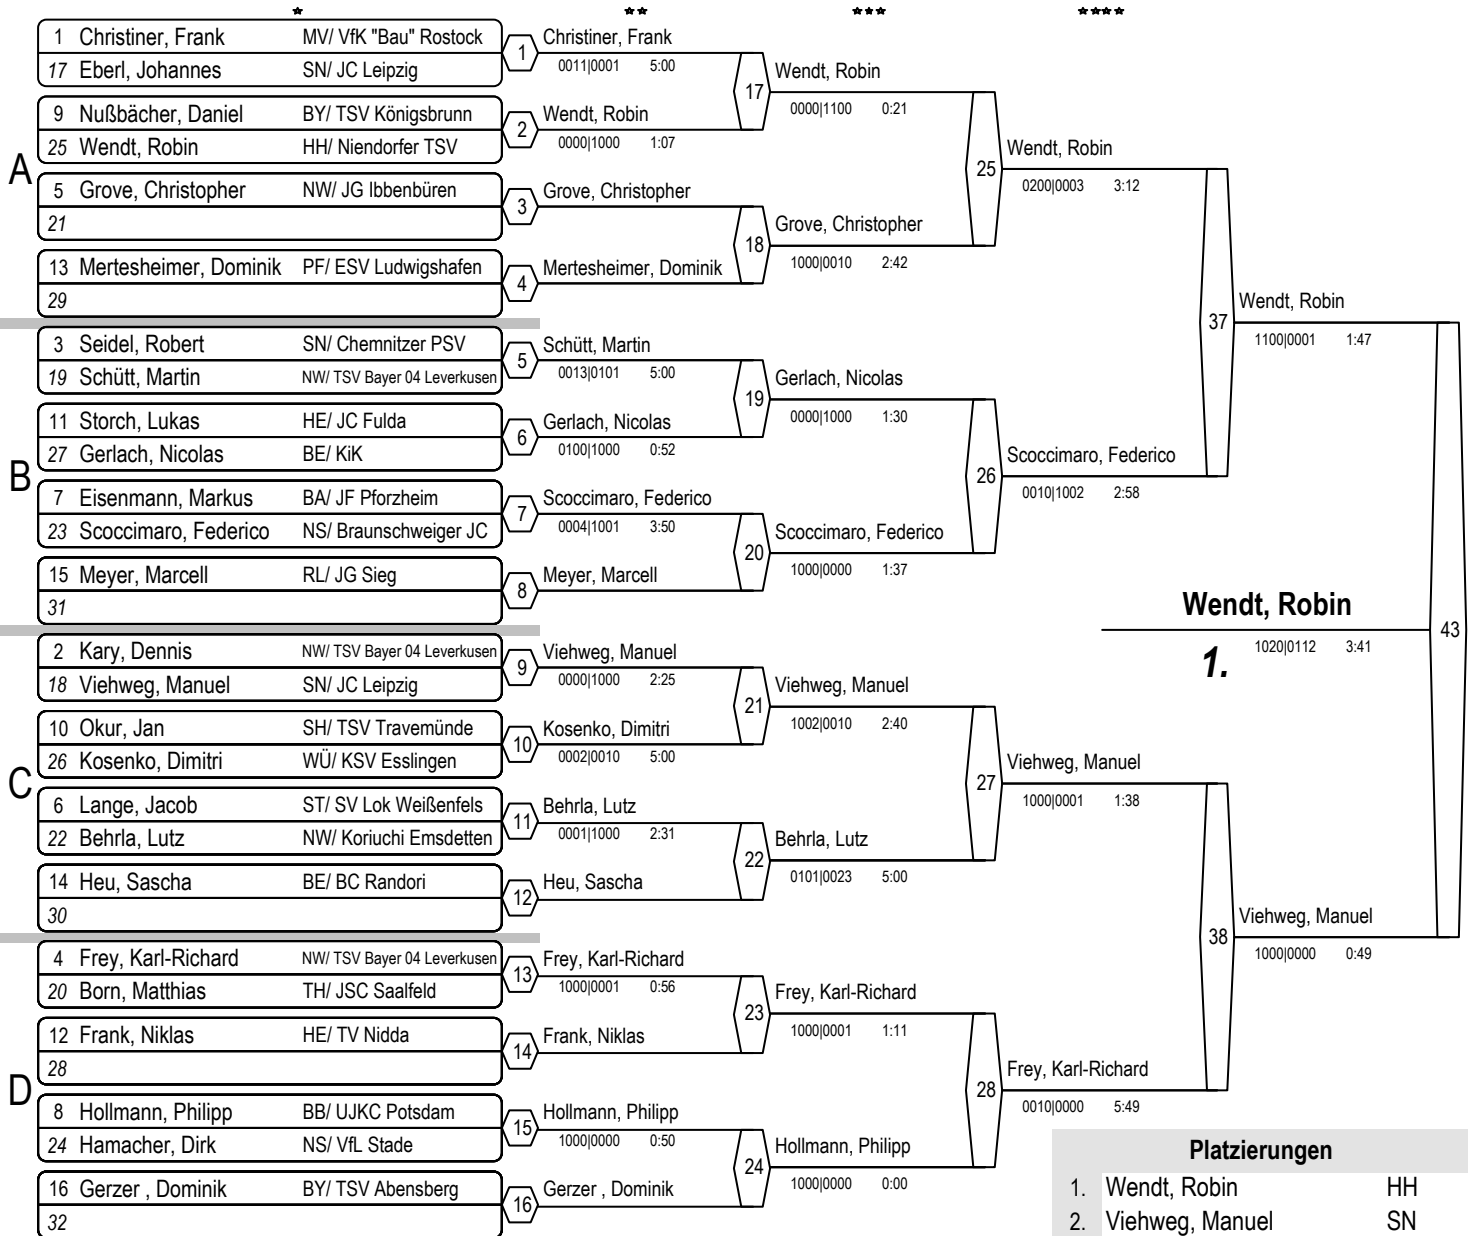 * ** *** ****
A
1 Christiner, Frank MV/ VfK "Bau" Rostock
17 Eberl, Johannes SN/ JC Leipzig
1
Christiner, Frank
0011|0001 5:00
9 Nußbächer, Daniel BY/ TSV Königsbrunn
25 Wendt, Robin HH/ Niendorfer TSV
2
Wendt, Robin
0000|1000 1:07
17
Wendt, Robin
0000|1100 0:21
5 Grove, Christopher NW/ JG Ibbenbüren
21
3
Grove, Christopher
13 Mertesheimer, Dominik PF/ ESV Ludwigshafen
29
4
Mertesheimer, Dominik
18
Grove, Christopher
1000|0010 2:42
25
Wendt, Robin
0200|0003 3:12
B
3 Seidel, Robert SN/ Chemnitzer PSV
19 Schütt, Martin NW/ TSV Bayer 04 Leverkusen
5
Schütt, Martin
0013|0101 5:00
11 Storch, Lukas HE/ JC Fulda
27 Gerlach, Nicolas BE/ KiK
6
Gerlach, Nicolas
0100|1000 0:52
19
Gerlach, Nicolas
0000|1000 1:30
7 Eisenmann, Markus BA/ JF Pforzheim
23 Scoccimaro, Federico NS/ Braunschweiger JC
7
Scoccimaro, Federico
0004|1001 3:50
15 Meyer, Marcell RL/ JG Sieg
31
8
Meyer, Marcell
20
Scoccimaro, Federico
1000|0000 1:37
26
Scoccimaro, Federico
0010|1002 2:58
37
Wendt, Robin
1100|0001 1:47
C
2 Kary, Dennis NW/ TSV Bayer 04 Leverkusen
18 Viehweg, Manuel SN/ JC Leipzig
9
Viehweg, Manuel
0000|1000 2:25
10 Okur, Jan SH/ TSV Travemünde
26 Kosenko, Dimitri WÜ/ KSV Esslingen
10
Kosenko, Dimitri
0002|0010 5:00
21
Viehweg, Manuel
1002|0010 2:40
6 Lange, Jacob ST/ SV Lok Weißenfels
22 Behrla, Lutz NW/ Koriuchi Emsdetten
11
Behrla, Lutz
0001|1000 2:31
14 Heu, Sascha BE/ BC Randori
30
12
Heu, Sascha
22
Behrla, Lutz
0101|0023 5:00
27
Viehweg, Manuel
1000|0001 1:38
D
4 Frey, Karl-Richard NW/ TSV Bayer 04 Leverkusen
20 Born, Matthias TH/ JSC Saalfeld
13
Frey, Karl-Richard
1000|0001 0:56
12 Frank, Niklas HE/ TV Nidda
28
14
Frank, Niklas
23
Frey, Karl-Richard
1000|0001 1:11
8 Hollmann, Philipp BB/ UJKC Potsdam
24 Hamacher, Dirk NS/ VfL Stade
15
Hollmann, Philipp
1000|0000 0:50
16 Gerzer , Dominik BY/ TSV Abensberg
32
16
Gerzer , Dominik
24
Hollmann, Philipp
1000|0000 0:00
28
Frey, Karl-Richard
0010|0000 5:49
38
Viehweg, Manuel
1000|0000 0:49
43
Wendt, Robin
1.
1020|0112 3:41
Platzierungen
1. Wendt, Robin HH
2. Viehweg, Manuel SN